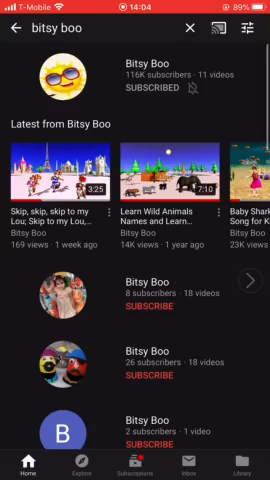 T-Mobile 14:04 89%
bitsy boo
Bitsy Boo
116K subscribers · 11 videos
SUBSCRIBED
Latest from Bitsy Boo
3:25
7:10
Skip, skip, skip to my Lou; Skip to my Lou,...
Bitsy Boo
169 views · 1 week ago
Learn Wild Animals Names and Learn...
Bitsy Boo
14K views · 1 year ago
Baby Shark
Song for K
Bitsy Boo
23K views
Bitsy Boo
8 subscribers · 18 videos
SUBSCRIBE
Bitsy Boo
26 subscribers · 18 videos
SUBSCRIBE
B
Bitsy Boo
2 subscribers · 1 video
SUBSCRIBE
Home Explore Subscriptions Inbox Library